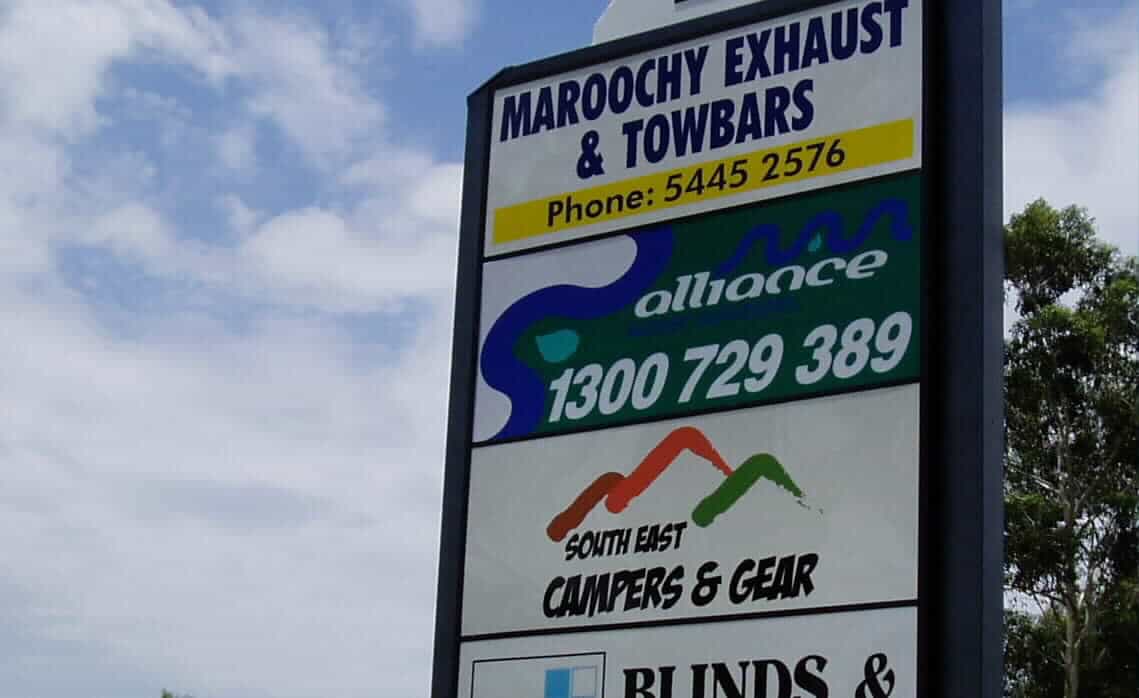 MAROOCHY EXHAUST
& TOWBARS
Phone: 5445 2576
alliance
1300 729 389
SOUTH EAST
CAMPERS & GEAR
BLINDS &